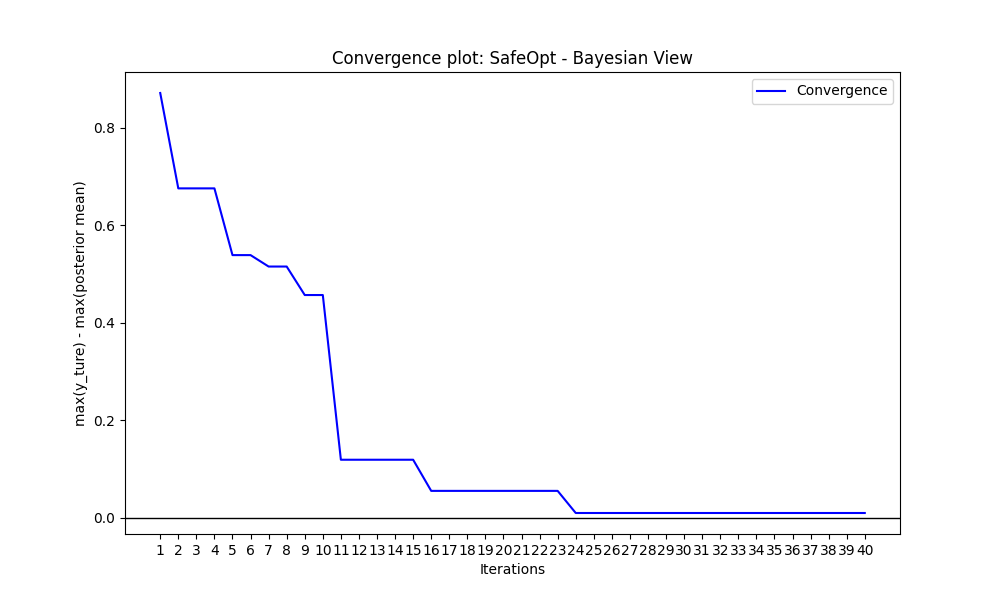 Convergence plot: SafeOpt - Bayesian View
Convergence
max(y_ture) - max(posterior mean)
0.8
0.6
0.4
0.2
0.0
1 2 3 4 5 6 7 8 9 10 11 12 13 14 15 16 17 18 19 20 21 22 23 24 25 26 27 28 29 30 31 32 33 34 35 36 37 38 39 40
Iterations